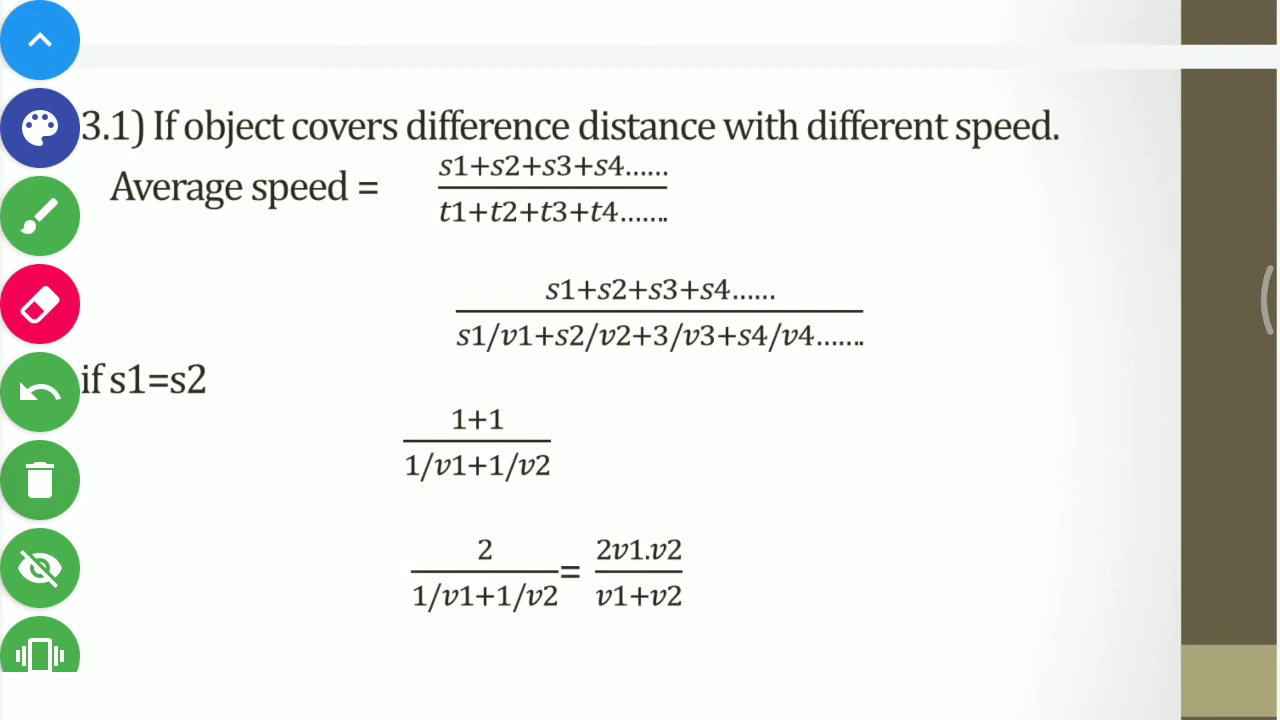 3.1) If object covers difference distance with different speed.
Average speed = s1+s2+s3+s4......
t1+t2+t3+t4.......
s1+s2+s3+s4......
s1/v1+s2/v2+3/v3+s4/v4.......
if s1=s2
1+1
1/v1+1/v2
2
1/v1+1/v2
=
2v1.v2
v1+v2